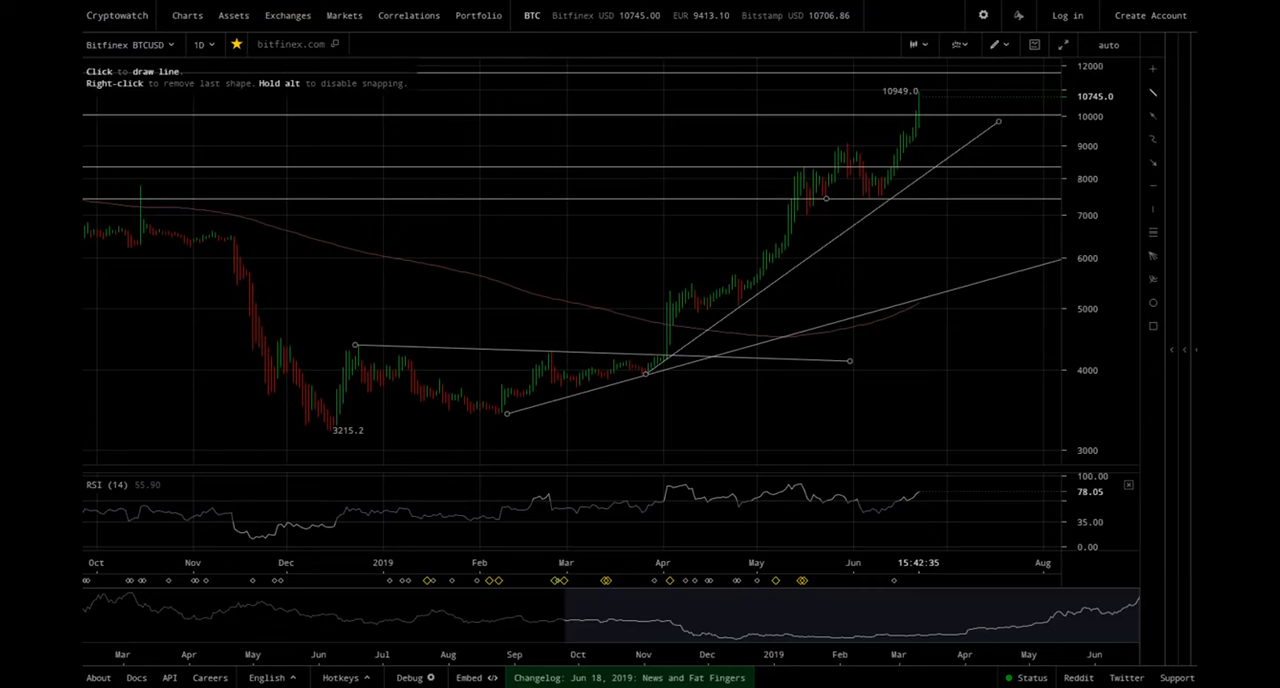 Cryptowatch Charts Assets Exchanges Markets Correlations Portfolio BTC Bitfinex USD 10745.00 EUR 9413.10 Bitstamp USD 10706.86 Log in Create Account
Bitfinex BTCUSD 1D bitfinex.com auto
Click to draw line.
Right-click to remove last shape. Hold alt to disable snapping.
12000
10949.0
10745.0
10000
9000
8000
7000
6000
5000
4000
3215.2
3000
RSI (14) 55.90
100.00
78.05
35.00
0.00
Oct Nov Dec 2019 Feb Mar Apr May Jun 15:42:35 Aug
Mar Apr May Jun Jul Aug Sep Oct Nov Dec 2019 Feb Mar Apr May Jun
About Docs API Careers English Hotkeys Debug Embed Changelog: Jun 18, 2019: News and Fat Fingers Status Reddit Twitter Support